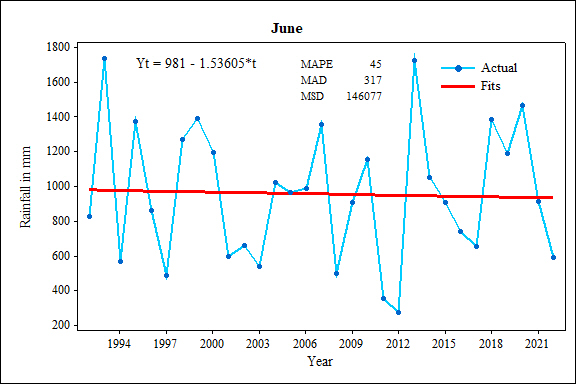 June
Yt = 981 - 1.53605*t
MAPE 45
MAD 317
MSD 146077
Actual
Fits
Rainfall in mm
1800
1600
1400
1200
1000
800
600
400
200
1994 1997 2000 2003 2006 2009 2012 2015 2018 2021
Year